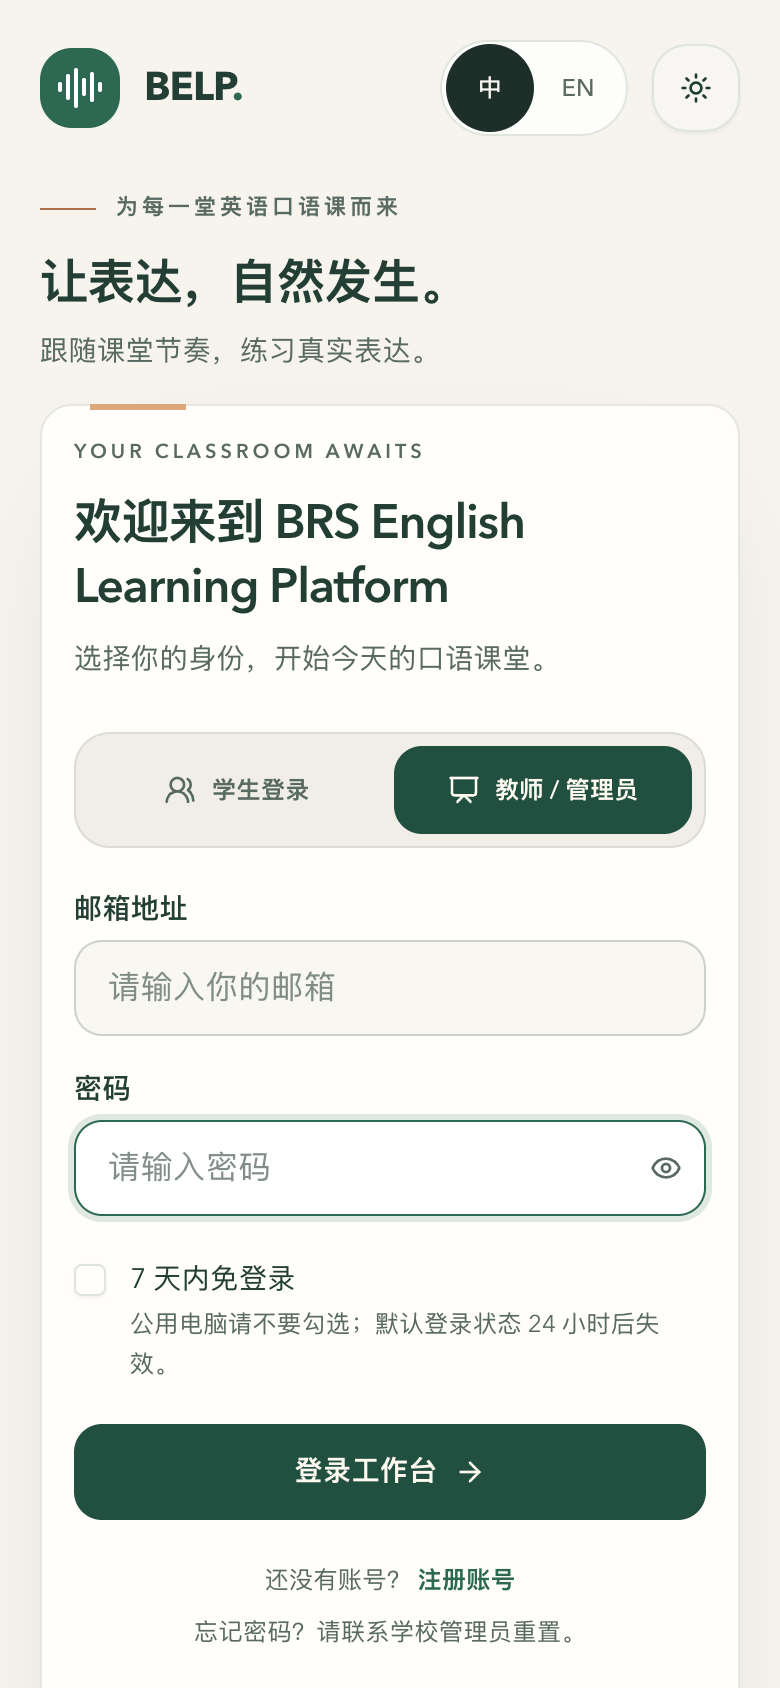 BELP.
中 EN
为每一堂英语口语课而来
让表达，自然发生。
跟随课堂节奏，练习真实表达。
YOUR CLASSROOM AWAITS
欢迎来到 BRS English
Learning Platform
选择你的身份，开始今天的口语课堂。
学生登录 教师 / 管理员
邮箱地址
请输入你的邮箱
密码
请输入密码
7 天内免登录
公用电脑请不要勾选；默认登录状态 24 小时后失
效。
登录工作台 →
还没有账号？ 注册账号
忘记密码？请联系学校管理员重置。